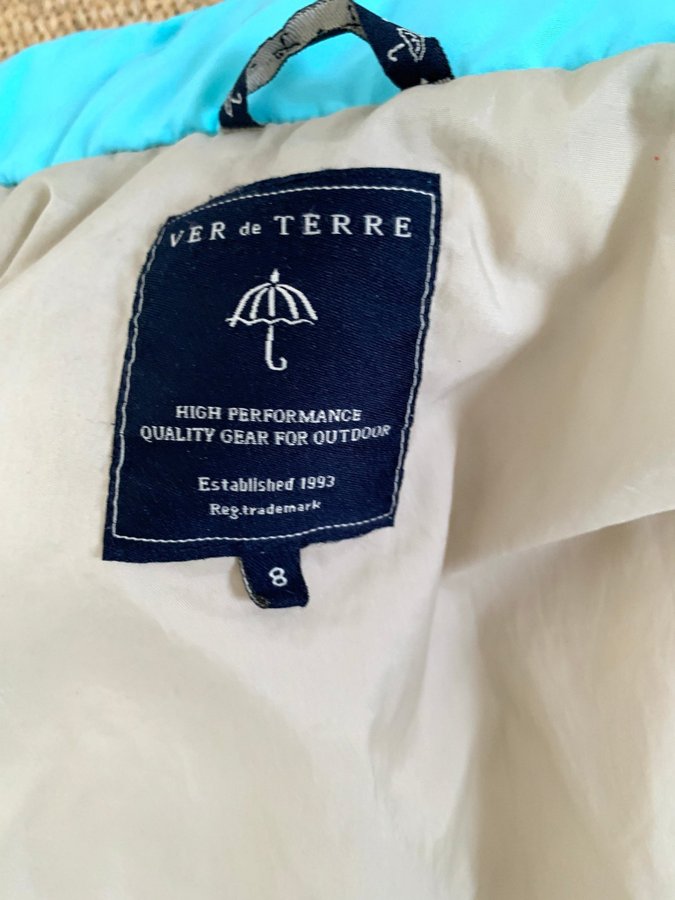 VER de TERRE
HIGH PERFORMANCE
QUALITY GEAR FOR OUTDOOR
Established 1993
Reg.trademark
8